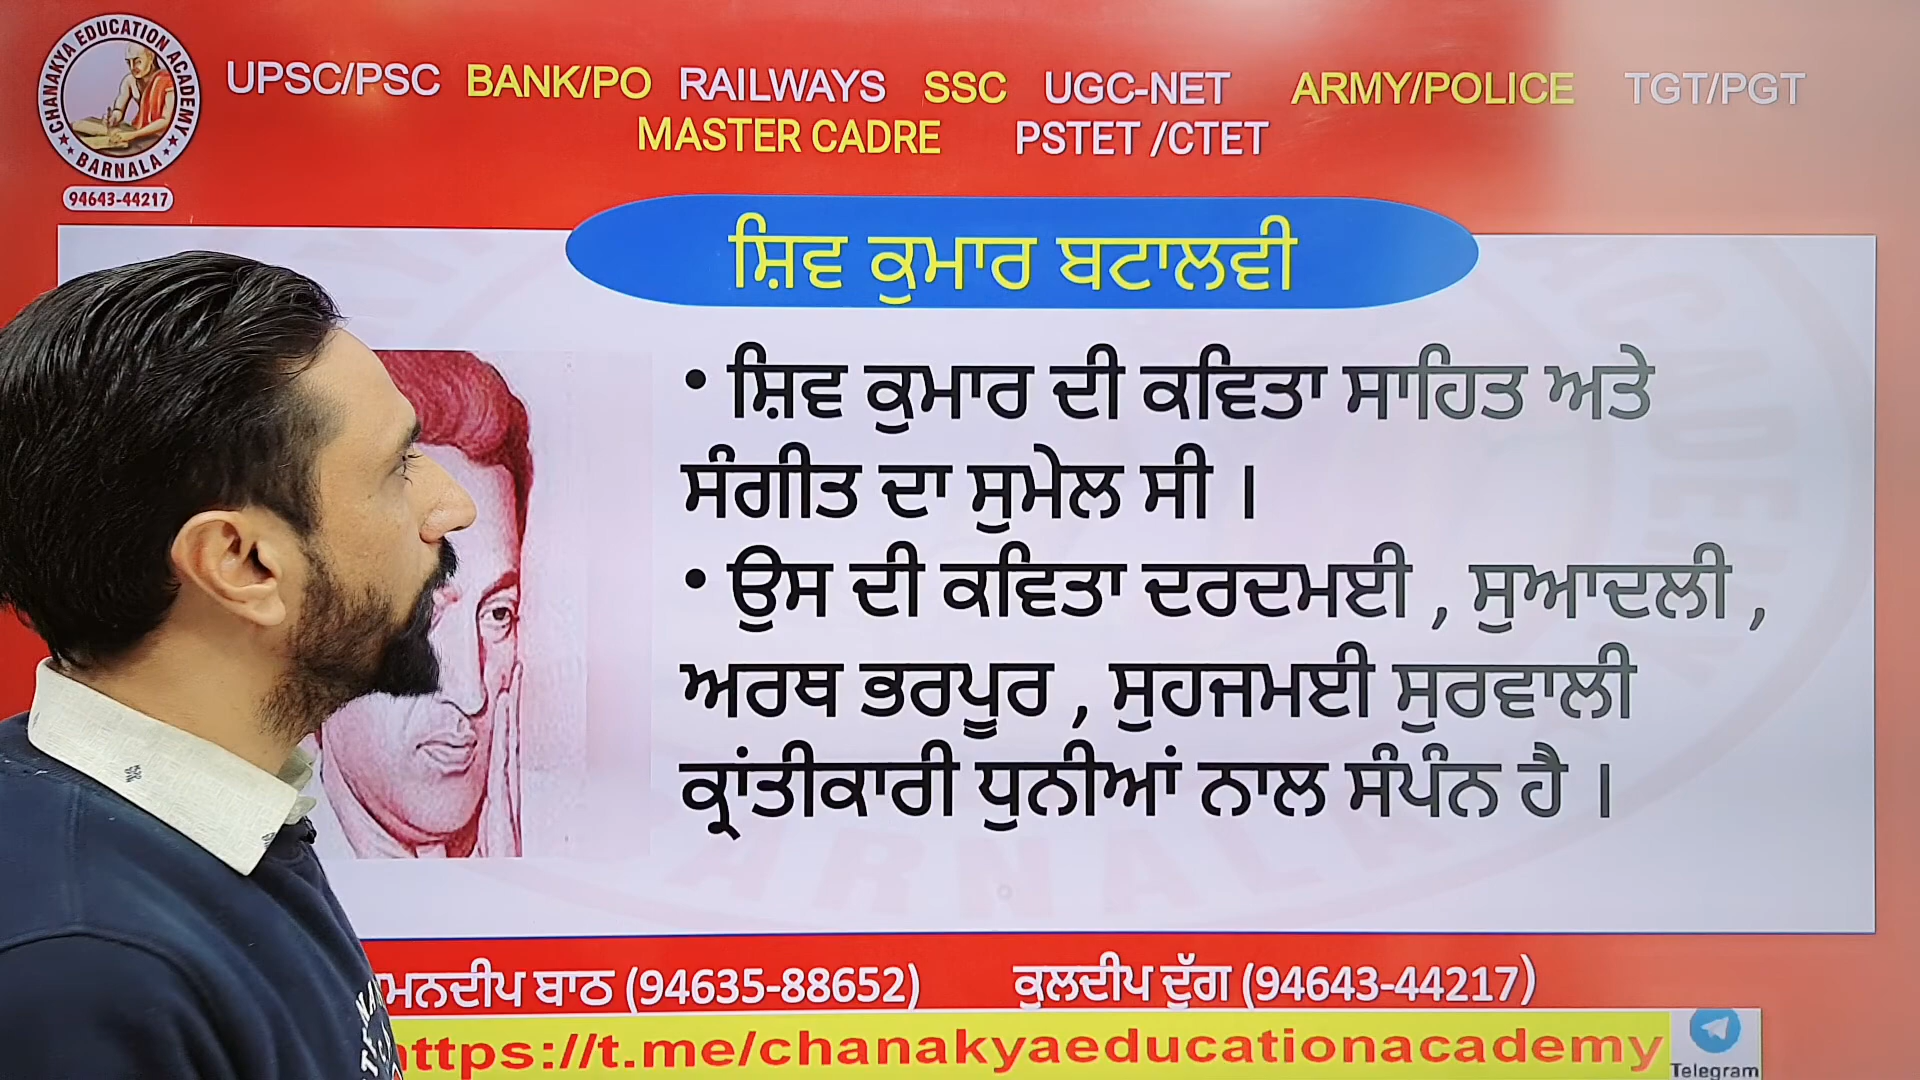 CHANAKYA EDUCATION ACADEMY
BARNALA
94643-44217
UPSC/PSC BANK/PO RAILWAYS SSC UGC-NET ARMY/POLICE TGT/PGT
MASTER CADRE PSTET /CTET
ਸ਼ਿਵ ਕੁਮਾਰ ਬਟਾਲਵੀ
• ਸ਼ਿਵ ਕੁਮਾਰ ਦੀ ਕਵਿਤਾ ਸਾਹਿਤ ਅਤੇ
ਸੰਗੀਤ ਦਾ ਸੁਮੇਲ ਸੀ ।
• ਉਸ ਦੀ ਕਵਿਤਾ ਦਰਦਮਈ , ਸੁਆਦਲੀ ,
ਅਰਥ ਭਰਪੂਰ , ਸੁਹਜਮਈ ਸੁਰਵਾਲੀ
ਕ੍ਰਾਂਤੀਕਾਰੀ ਧੁਨੀਆਂ ਨਾਲ ਸੰਪੰਨ ਹੈ ।
ਮਨਦੀਪ ਬਾਠ (94635-88652) ਕੁਲਦੀਪ ਦੁੱਗ (94643-44217)
ttps://t.me/chanakyaeducationacademy
Telegram